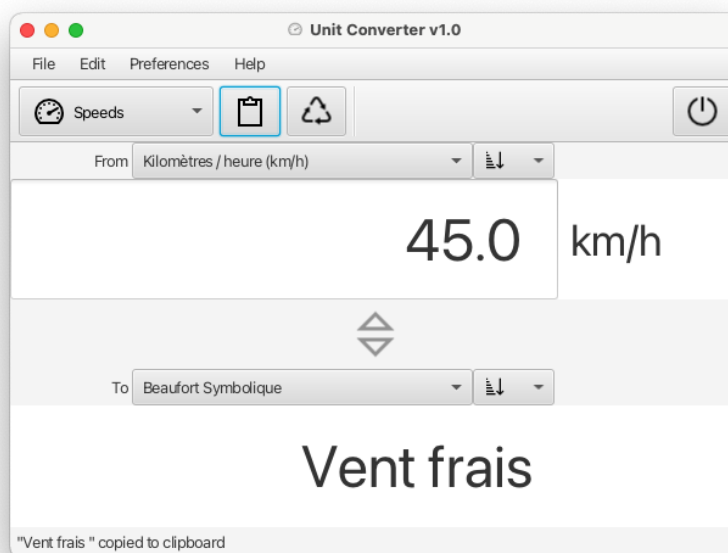 Unit Converter v1.0
File Edit Preferences Help
Speeds
From Kilomètres / heure (km/h)
45.0 km/h
To Beaufort Symbolique
Vent frais
"Vent frais " copied to clipboard